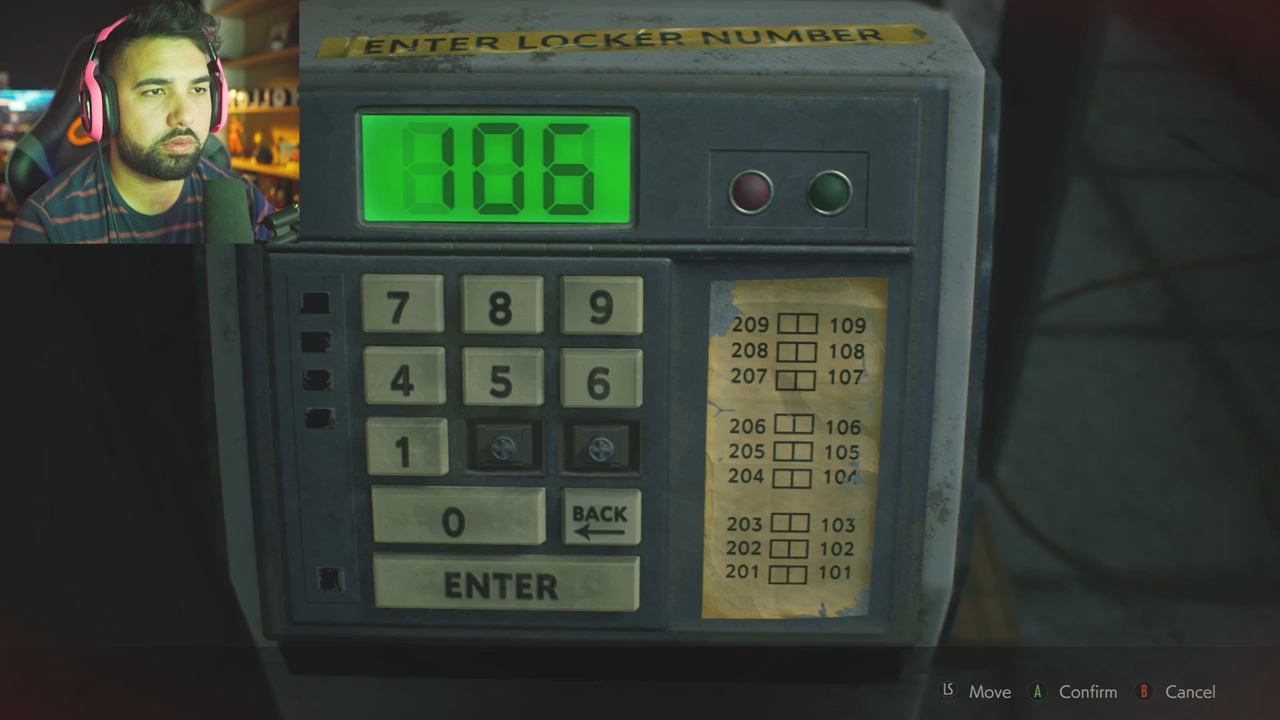 ENTER LOCKER NUMBER
106
7 8 9
4 5 6
1
0 BACK
ENTER
209 109
208 108
207 107
206 106
205 105
204 104
203 103
202 102
201 101
LS Move A Confirm B Cancel